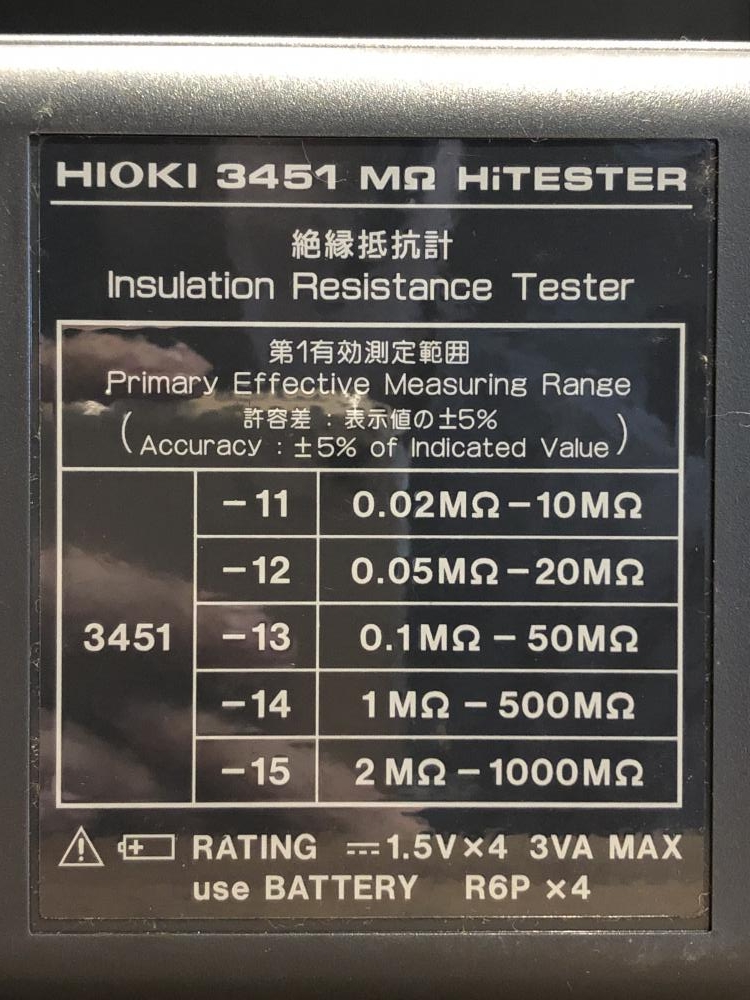 HIOKI 3451 MΩ HiTESTER
絶縁抵抗計
Insulation Resistance Tester
第1有効測定範囲
Primary Effective Measuring Range
(許容差：表示値の±5%
Accuracy : ±5% of Indicated Value)
-11 0.02MΩ-10MΩ
-12 0.05MΩ-20MΩ
3451 -13 0.1MΩ-50MΩ
-14 1MΩ-500MΩ
-15 2MΩ-1000MΩ
⚠ RATING ⎓1.5V×4 3VA MAX
use BATTERY R6P ×4